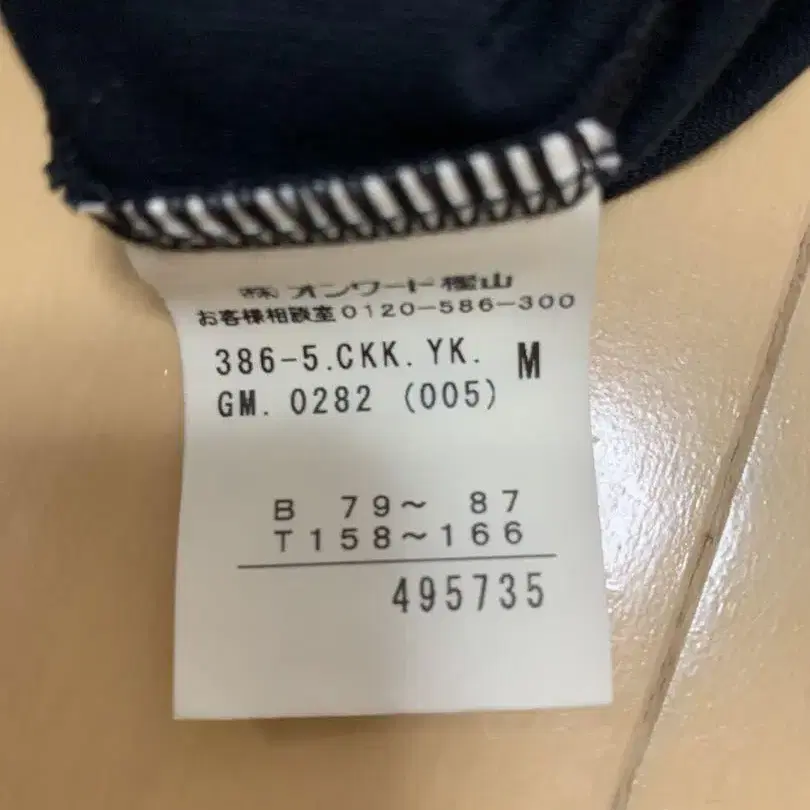 ㈱ オンワード樫山
お客様相談室0120-586-300
386-5.CKK.YK. M
GM. 0282 (005)
B 79～ 87
T158～166
495735